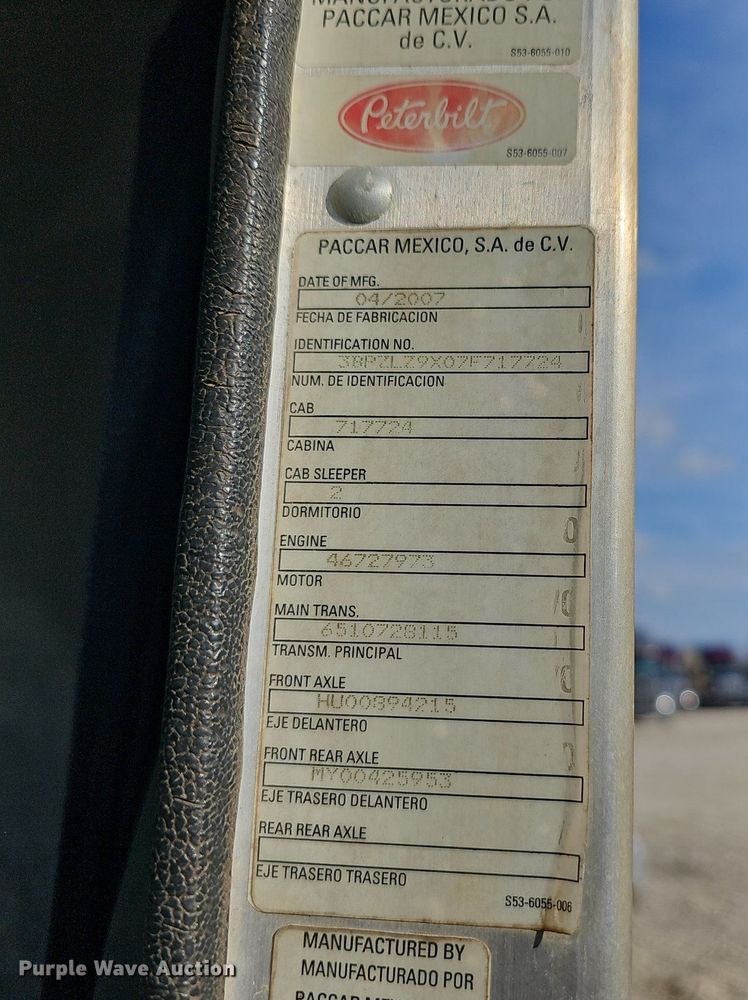 PACCAR MEXICO S.A.
de C.V.
S53-6055-010
Peterbilt
S53-6055-007
PACCAR MEXICO, S.A. de C.V.
DATE OF MFG.
04/2007
FECHA DE FABRICACION
IDENTIFICATION NO.
3BPZLZ9X07F717724
NUM. DE IDENTIFICACION
CAB
717724
CABINA
CAB SLEEPER
2
DORMITORIO
ENGINE
46727973
MOTOR
MAIN TRANS.
6510728115
TRANSM. PRINCIPAL
FRONT AXLE
HU00894215
EJE DELANTERO
FRONT REAR AXLE
MY00425953
EJE TRASERO DELANTERO
REAR REAR AXLE
EJE TRASERO TRASERO
S53-6055-006
MANUFACTURED BY
MANUFACTURADO POR
Purple Wave Auction